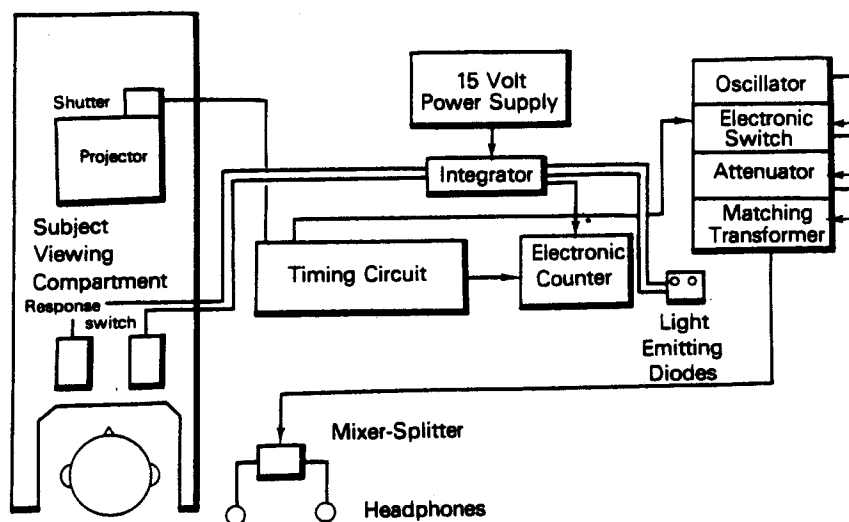 Shutter
Projector
Subject
Viewing
Compartment
Response
switch
15 Volt
Power Supply
Integrator
Timing Circuit
Electronic
Counter
Oscillator
Electronic
Switch
Attenuator
Matching
Transformer
Light
Emitting
Diodes
Mixer-Splitter
Headphones